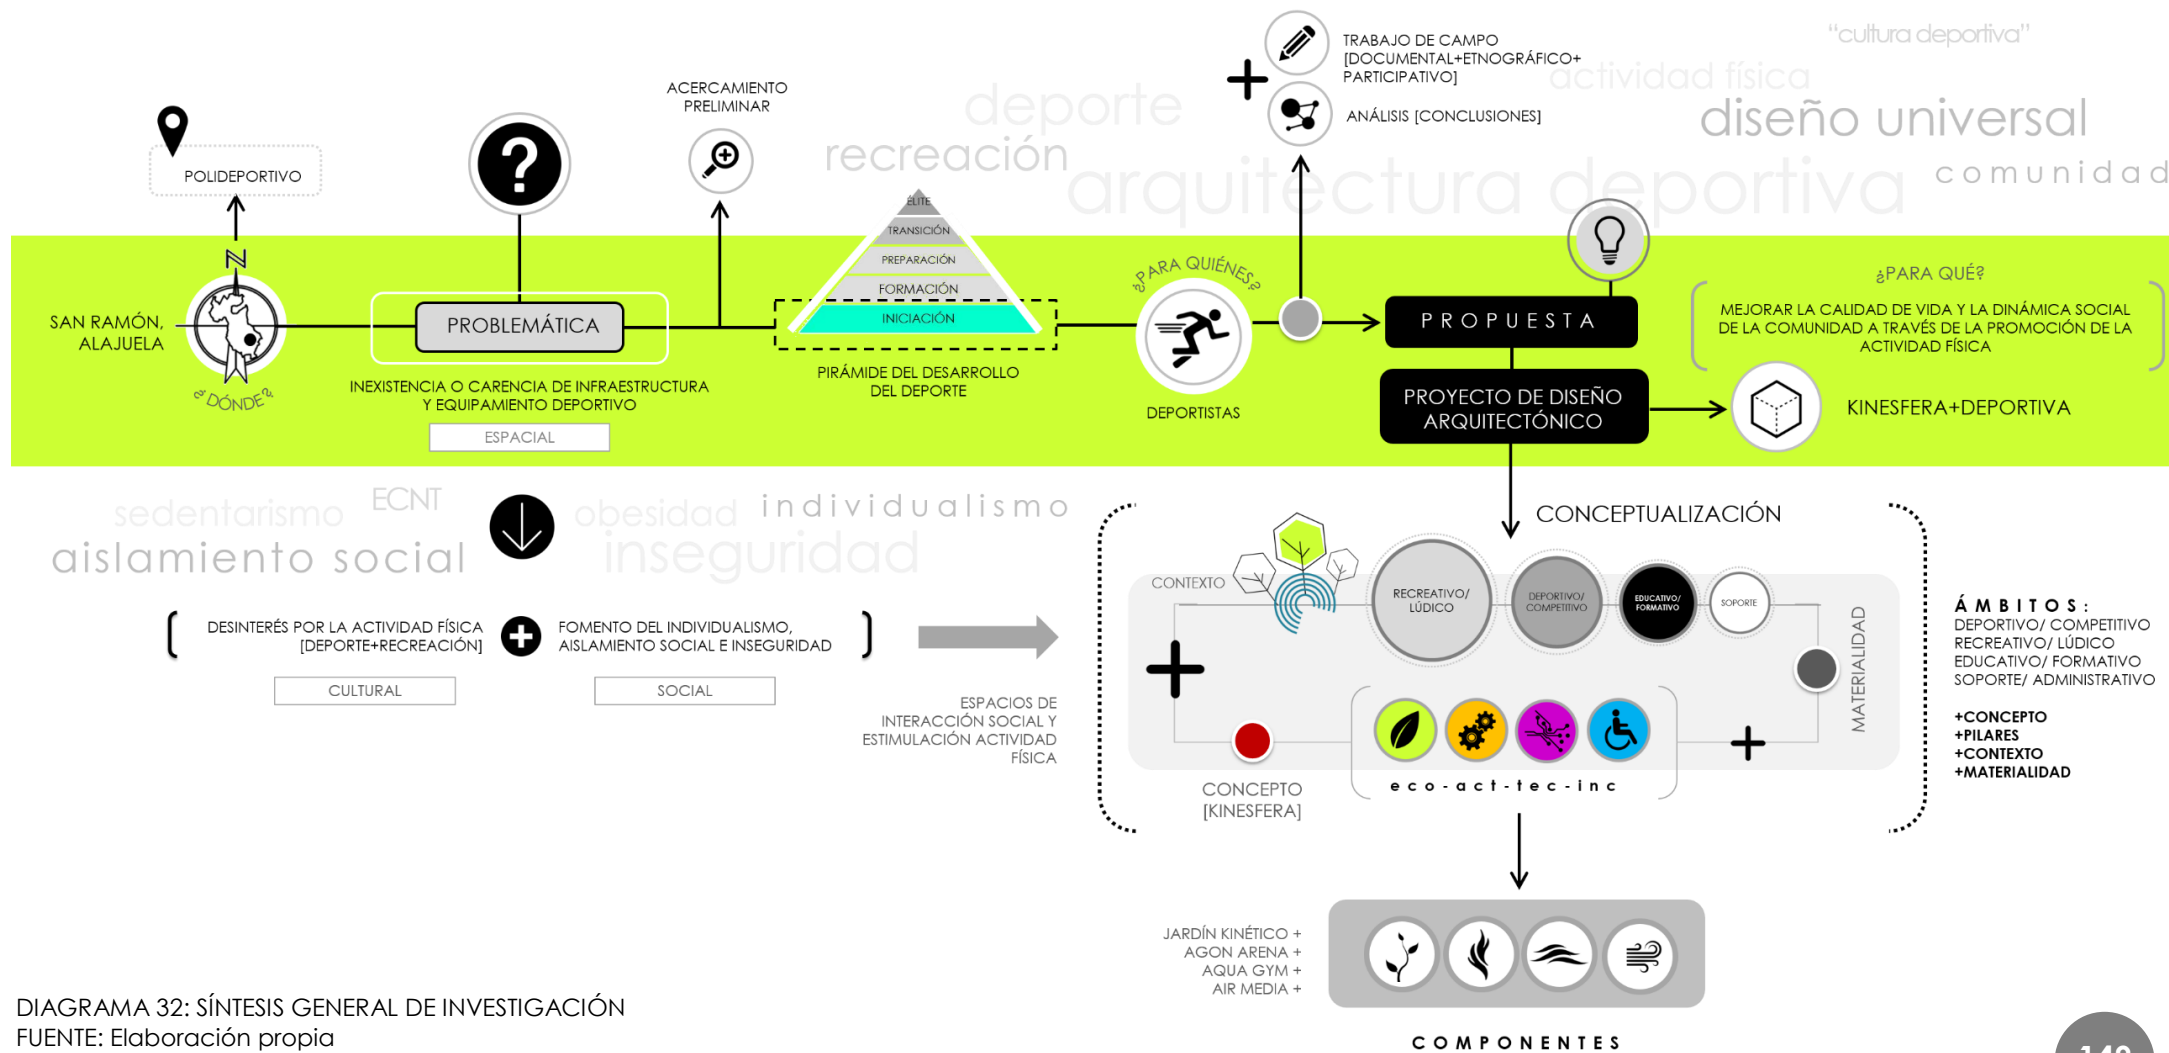 "cultura deportiva"
actividad física
deporte
recreación
diseño universal
arquitectura deportiva
comunidad
TRABAJO DE CAMPO
[DOCUMENTAL+ETNOGRÁFICO+
PARTICIPATIVO]
ANÁLISIS [CONCLUSIONES]
ACERCAMIENTO
PRELIMINAR
POLIDEPORTIVO
?
N
SAN RAMÓN,
ALAJUELA
¿DÓNDE?
PROBLEMÁTICA
INEXISTENCIA O CARENCIA DE INFRAESTRUCTURA
Y EQUIPAMIENTO DEPORTIVO
ESPACIAL
ÉLITE
TRANSICIÓN
PREPARACIÓN
FORMACIÓN
INICIACIÓN
PIRÁMIDE DEL DESARROLLO
DEL DEPORTE
¿PARA QUIÉNES?
DEPORTISTAS
PROPUESTA
PROYECTO DE DISEÑO
ARQUITECTÓNICO
¿PARA QUÉ?
MEJORAR LA CALIDAD DE VIDA Y LA DINÁMICA SOCIAL
DE LA COMUNIDAD A TRAVÉS DE LA PROMOCIÓN DE LA
ACTIVIDAD FÍSICA
KINESFERA+DEPORTIVA
sedentarismo
ECNT
obesidad
individualismo
aislamiento social
inseguridad
DESINTERÉS POR LA ACTIVIDAD FÍSICA
[DEPORTE+RECREACIÓN]
CULTURAL
FOMENTO DEL INDIVIDUALISMO,
AISLAMIENTO SOCIAL E INSEGURIDAD
SOCIAL
ESPACIOS DE
INTERACCIÓN SOCIAL Y
ESTIMULACIÓN ACTIVIDAD
FÍSICA
CONCEPTUALIZACIÓN
CONTEXTO
RECREATIVO/
LÚDICO
DEPORTIVO/
COMPETITIVO
EDUCATIVO/
FORMATIVO
SOPORTE
MATERIALIDAD
CONCEPTO
[KINESFERA]
eco-act-tec-inc
ÁMBITOS:
DEPORTIVO/ COMPETITIVO
RECREATIVO/ LÚDICO
EDUCATIVO/ FORMATIVO
SOPORTE/ ADMINISTRATIVO
+CONCEPTO
+PILARES
+CONTEXTO
+MATERIALIDAD
JARDÍN KINÉTICO +
AGON ARENA +
AQUA GYM +
AIR MEDIA +
COMPONENTES
DIAGRAMA 32: SÍNTESIS GENERAL DE INVESTIGACIÓN
FUENTE: Elaboración propia